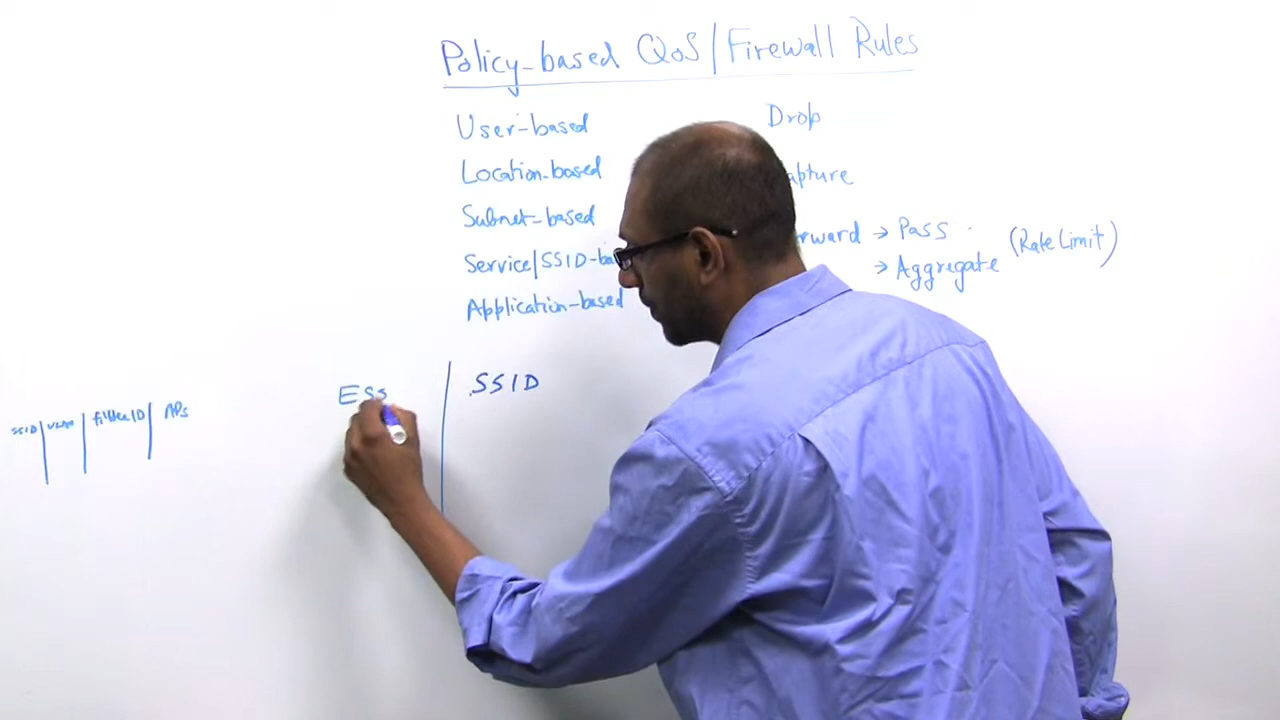 Policy-based QoS/Firewall Rules
User-based Drop
Location-based apture
Subnet-based rward → Pass (Rate Limit)
Service/SSID-ba → Aggregate
Application-based
ESS SSID
SSID VLAN filter ID APs